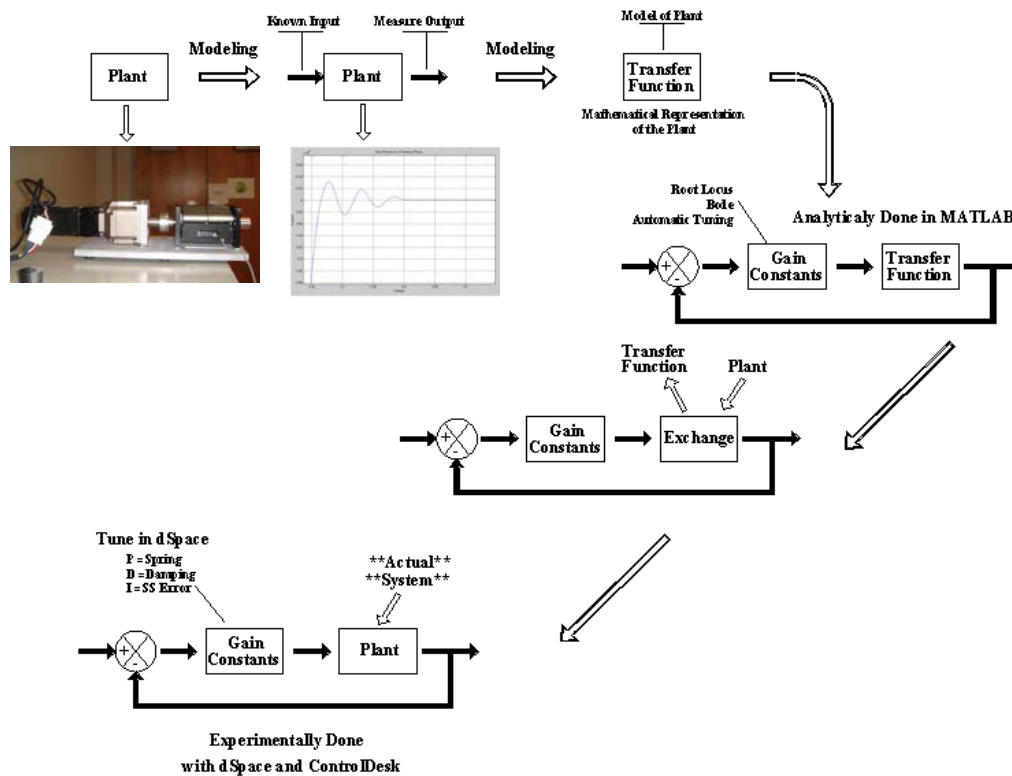 Known Input
Measure Output
Model of Plant
Modeling
Modeling
Plant
Plant
Transfer
Function
Mathematical Representation
of the Plant
Root Locus
Bode
Automatic Tuning
Analyticaly Done in MATLAB
+
-
Gain
Constants
Transfer
Function
Transfer
Function
Plant
+
-
Gain
Constants
Exchange
Tune in dSpace
P = Spring
D = Damping
I = SS Error
**Actual**
**System**
+
-
Gain
Constants
Plant
Experimentally Done
with dSpace and ControlDesk